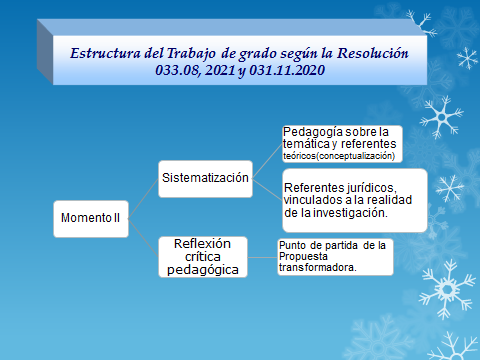 Estructura del Trabajo de grado según la Resolución
033.08, 2021 y 031.11.2020
Pedagogía sobre la
temática y referentes
teóricos(conceptualización)
Sistematización
Referentes jurídicos,
vinculados a la realidad
de la investigación.
Momento II
Reflexión
crítica
pedagógica
Punto de partida de la
Propuesta
transformadora.